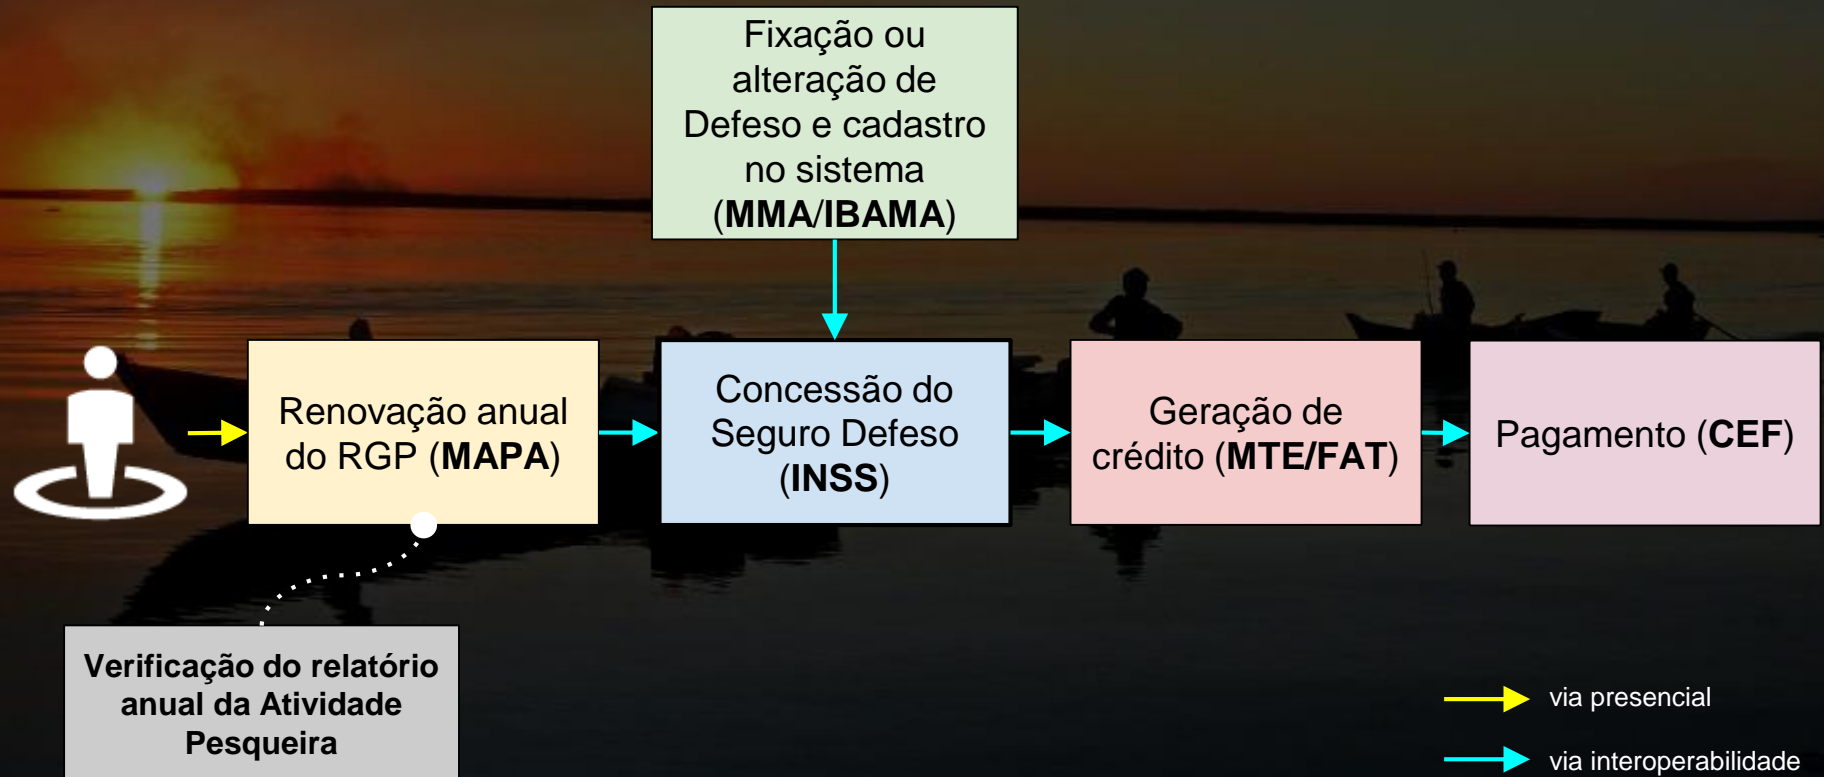 Fixação ou
alteração de
Defeso e cadastro
no sistema
(MMA/IBAMA)
Renovação anual
do RGP (MAPA)
Concessão do
Seguro Defeso
(INSS)
Geração de
crédito (MTE/FAT)
Pagamento (CEF)
Verificação do relatório
anual da Atividade
Pesqueira
via presencial
via interoperabilidade